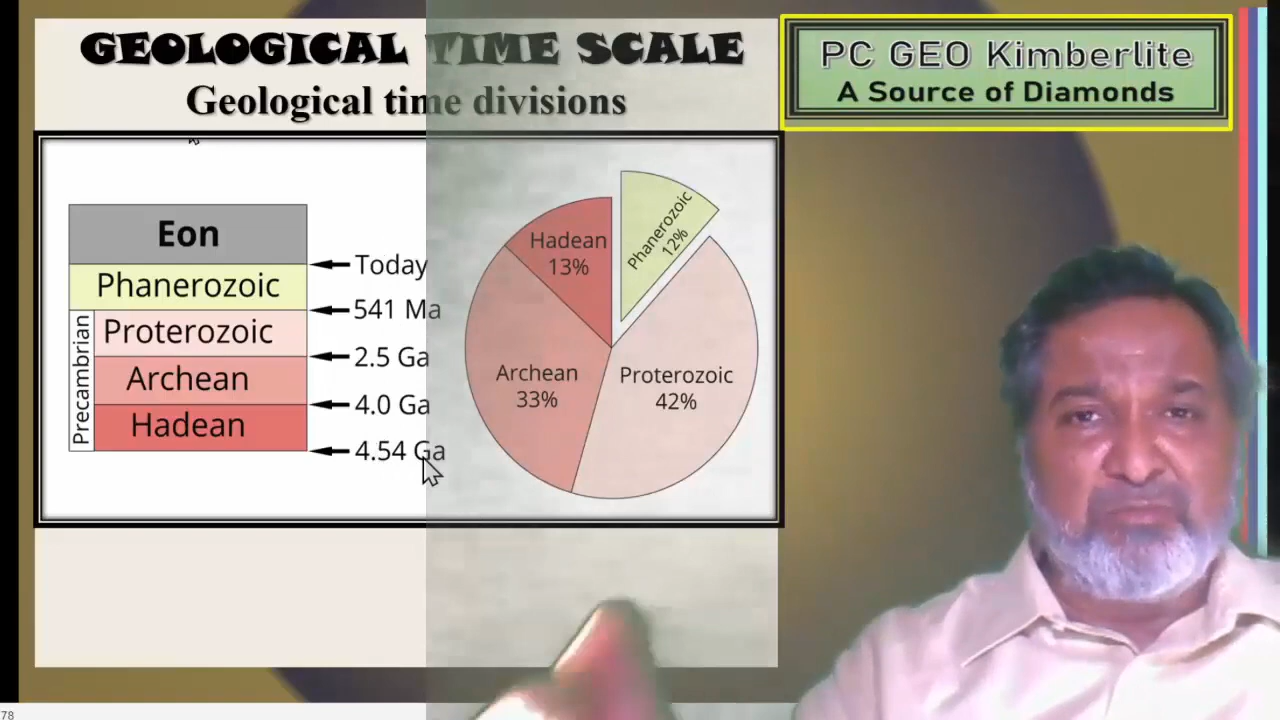 GEOLOGICAL TIME SCALE
Geological time divisions
PC GEO Kimberlite
A Source of Diamonds
Eon
Phanerozoic
Proterozoic
Archean
Hadean
Precambrian
Today
541 Ma
2.5 Ga
4.0 Ga
4.54 Ga
Hadean
13%
Phanerozoic
12%
Archean
33%
Proterozoic
42%
78